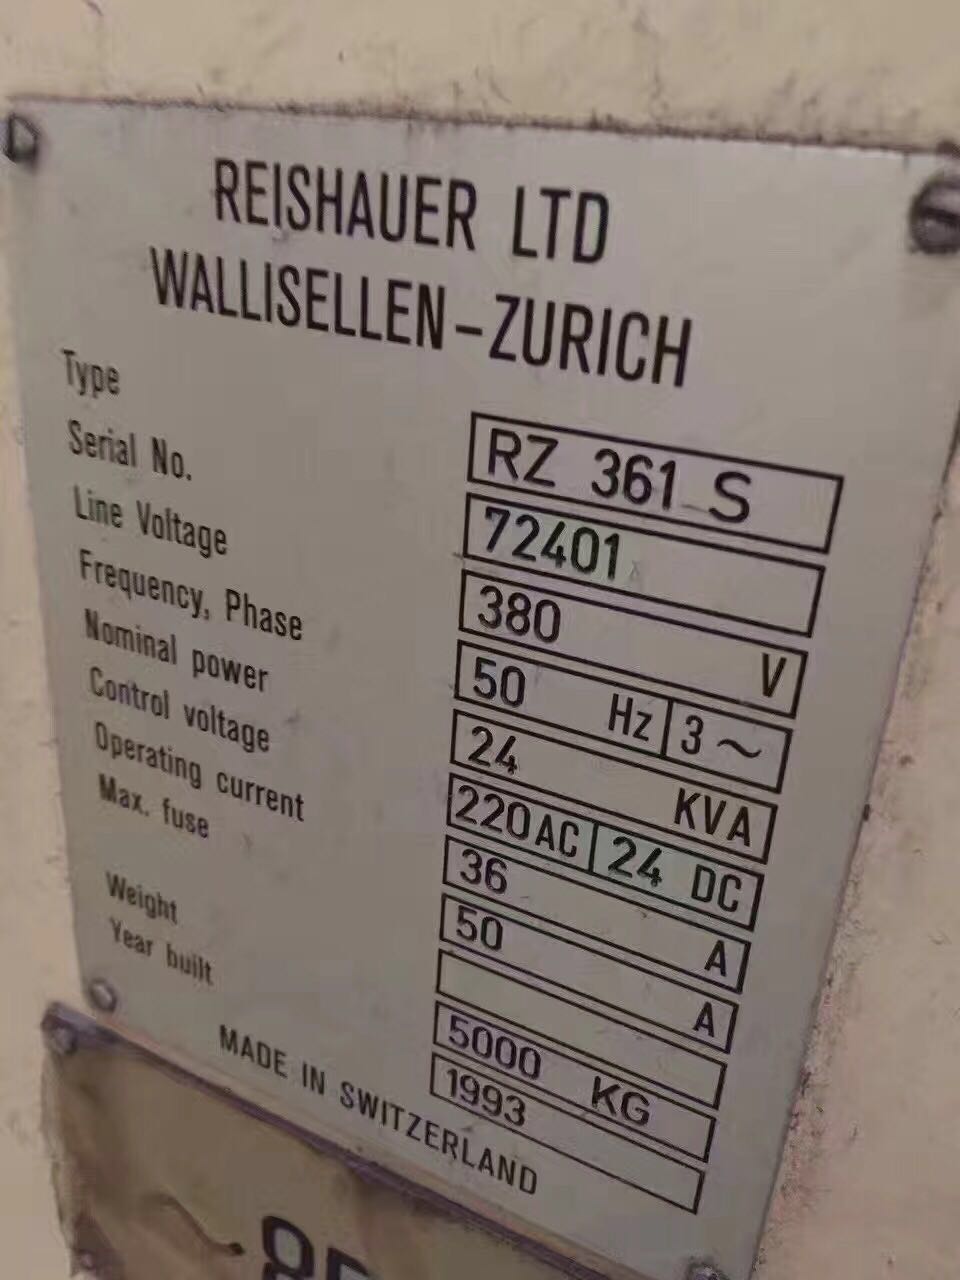 REISHAUER LTD
WALLISELLEN-ZURICH
Type RZ 361 S
Serial No. 72401
Line Voltage 380 V
Frequency, Phase 50 Hz 3 ~
Nominal power 24 KVA
Control voltage 220AC 24 DC
Operating current 36 A
Max. fuse 50 A
Weight 5000 KG
Year built 1993
MADE IN SWITZERLAND